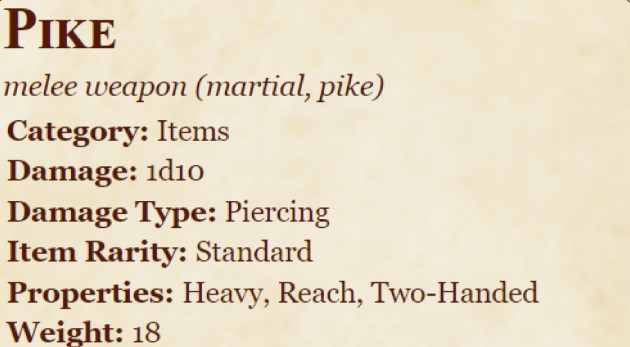 PIKE
melee weapon (martial, pike)
Category: Items
Damage: 1d10
Damage Type: Piercing
Item Rarity: Standard
Properties: Heavy, Reach, Two-Handed
Weight: 18